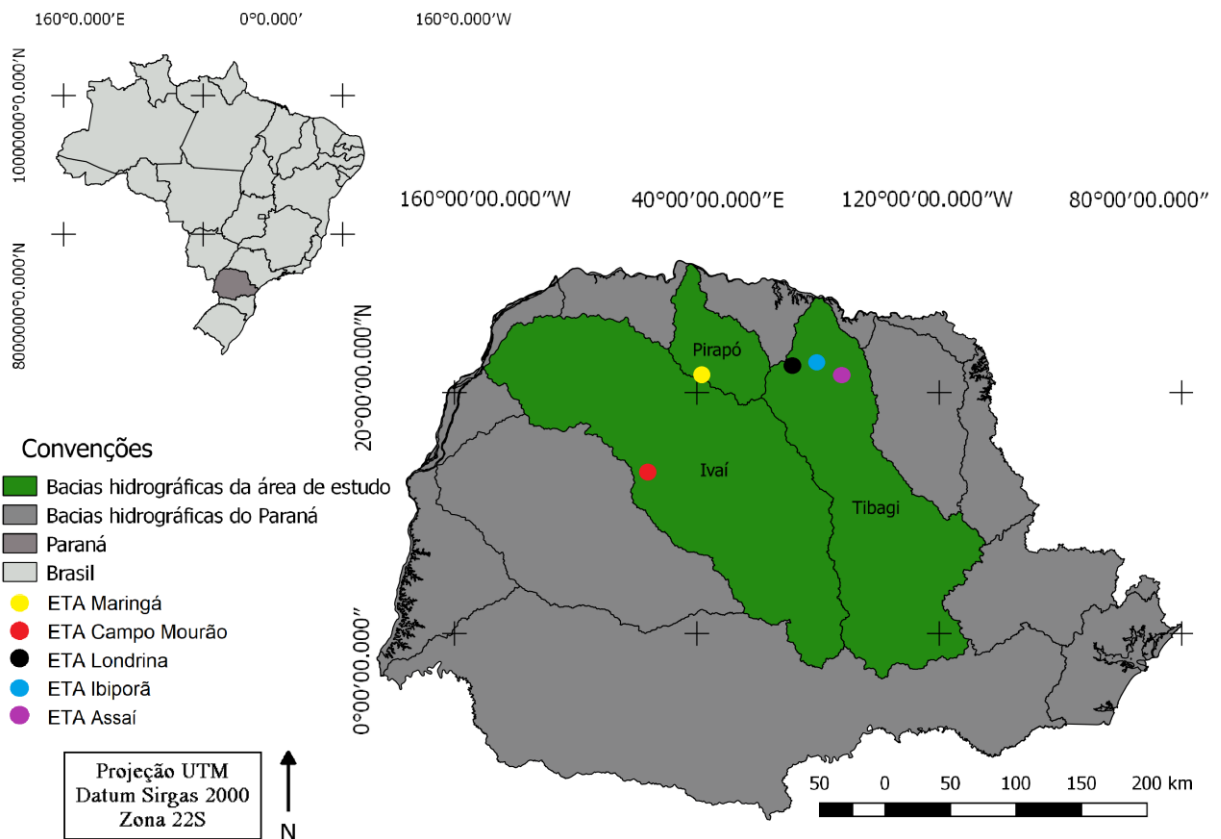 160°0.000'E 0°0.000' 160°0.000'W
10000000°0.000'N
8000000°0.000'N
160°00'00.000"W 40°00'00.000"E 120°00'00.000"W 80°00'00.000"
20°00'00.000"N
0°00'00.000"
Pirapó
Ivaí
Tibagi
Convenções
Bacias hidrográficas da área de estudo
Bacias hidrográficas do Paraná
Paraná
Brasil
ETA Maringá
ETA Campo Mourão
ETA Londrina
ETA Ibiporã
ETA Assaí
Projeção UTM
Datum Sirgas 2000
Zona 22S
N
50 0 50 100 150 200 km